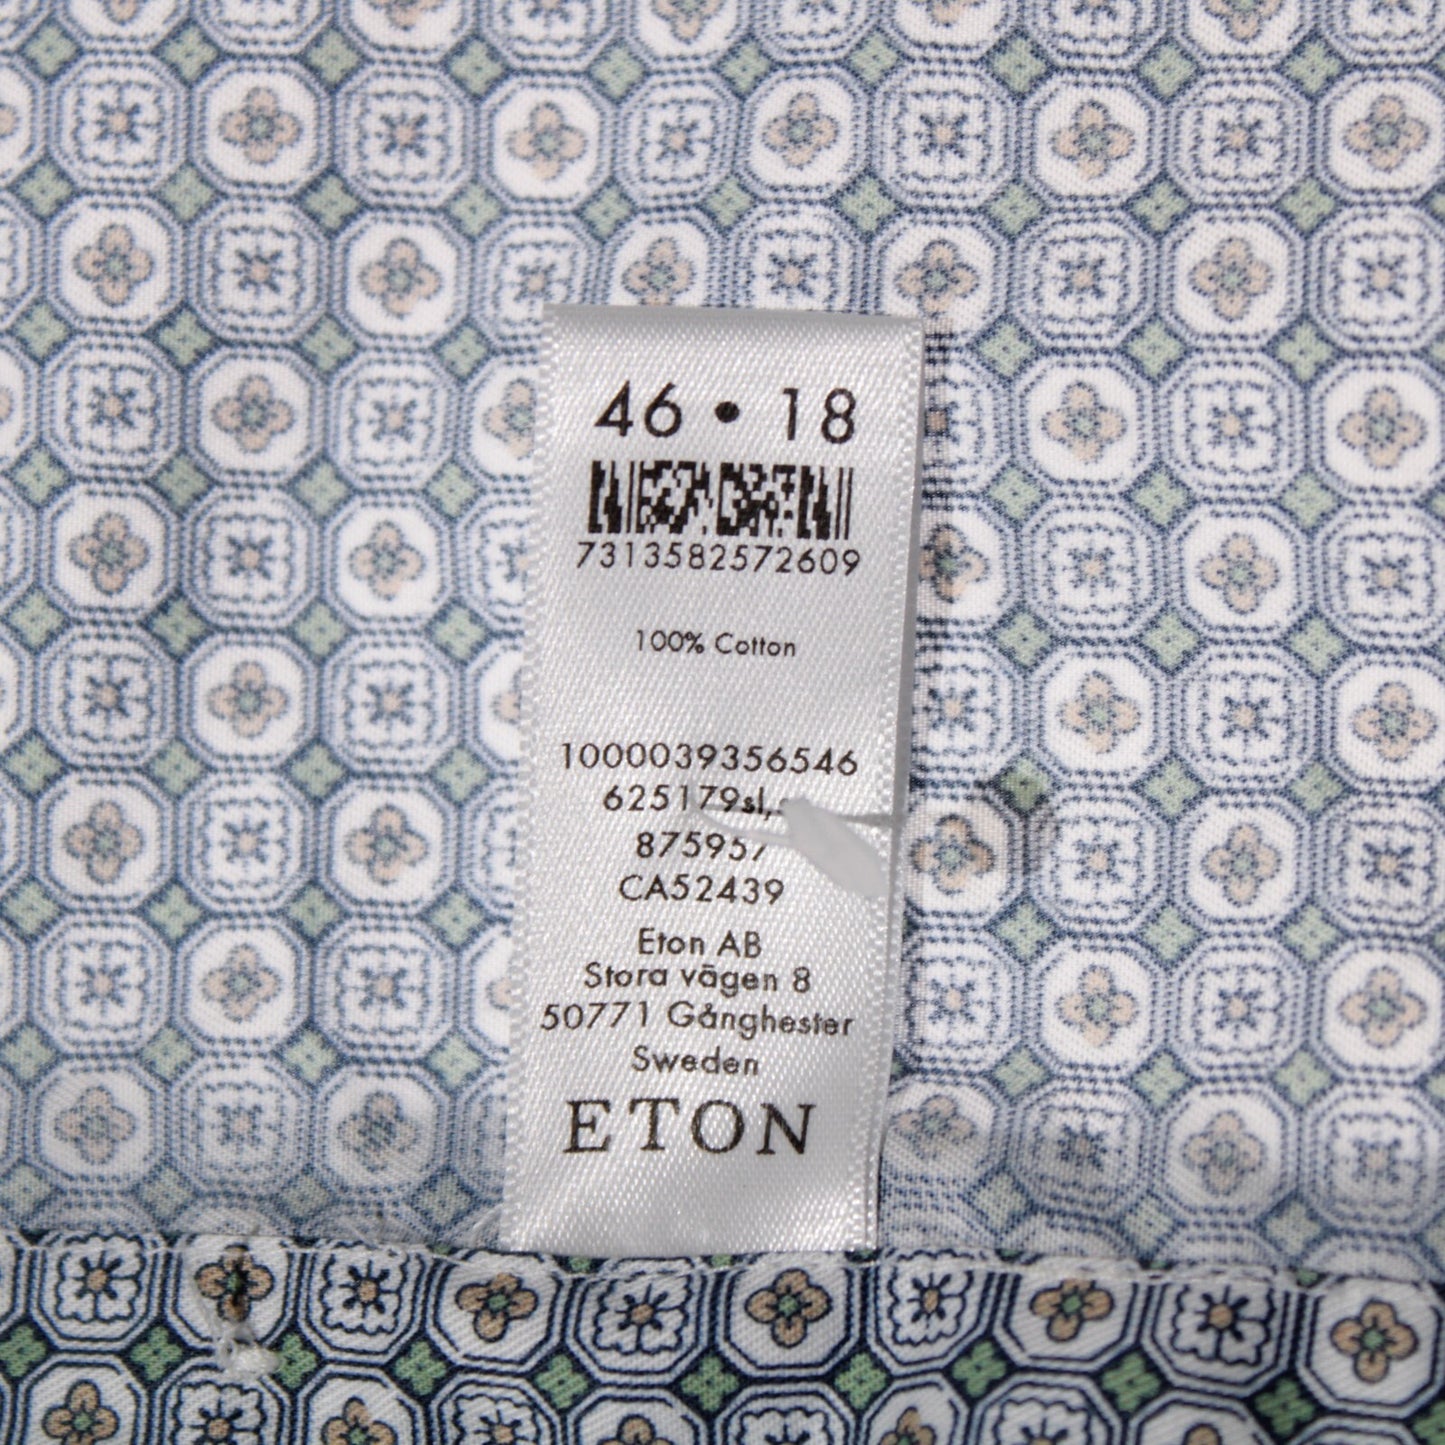 46 • 18
7313582572609
100% Cotton
1000039356546
625179sl,
875957
CA52439
Eton AB
Stora vägen 8
50771 Gånghester
Sweden
ETON